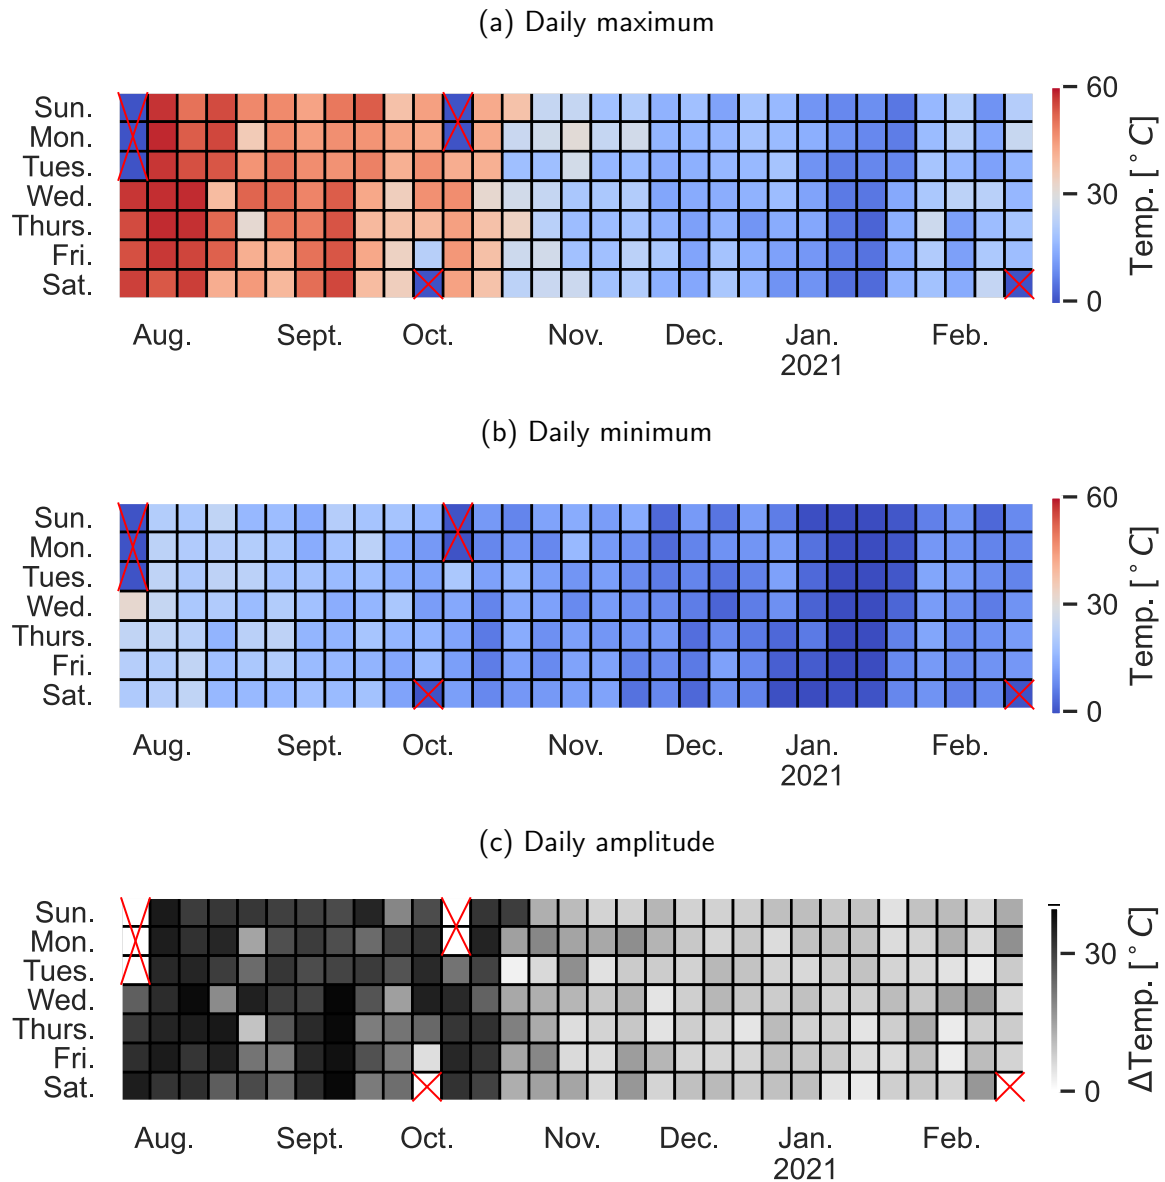 (a) Daily maximum
Sun.
Mon.
Tues.
Wed.
Thurs.
Fri.
Sat.
Aug. Sept. Oct. Nov. Dec. Jan. Feb.
2021
60
30
0
Temp. [°C]
(b) Daily minimum
Sun.
Mon.
Tues.
Wed.
Thurs.
Fri.
Sat.
Aug. Sept. Oct. Nov. Dec. Jan. Feb.
2021
60
30
0
Temp. [°C]
(c) Daily amplitude
Sun.
Mon.
Tues.
Wed.
Thurs.
Fri.
Sat.
Aug. Sept. Oct. Nov. Dec. Jan. Feb.
2021
30
0
ΔTemp. [°C]